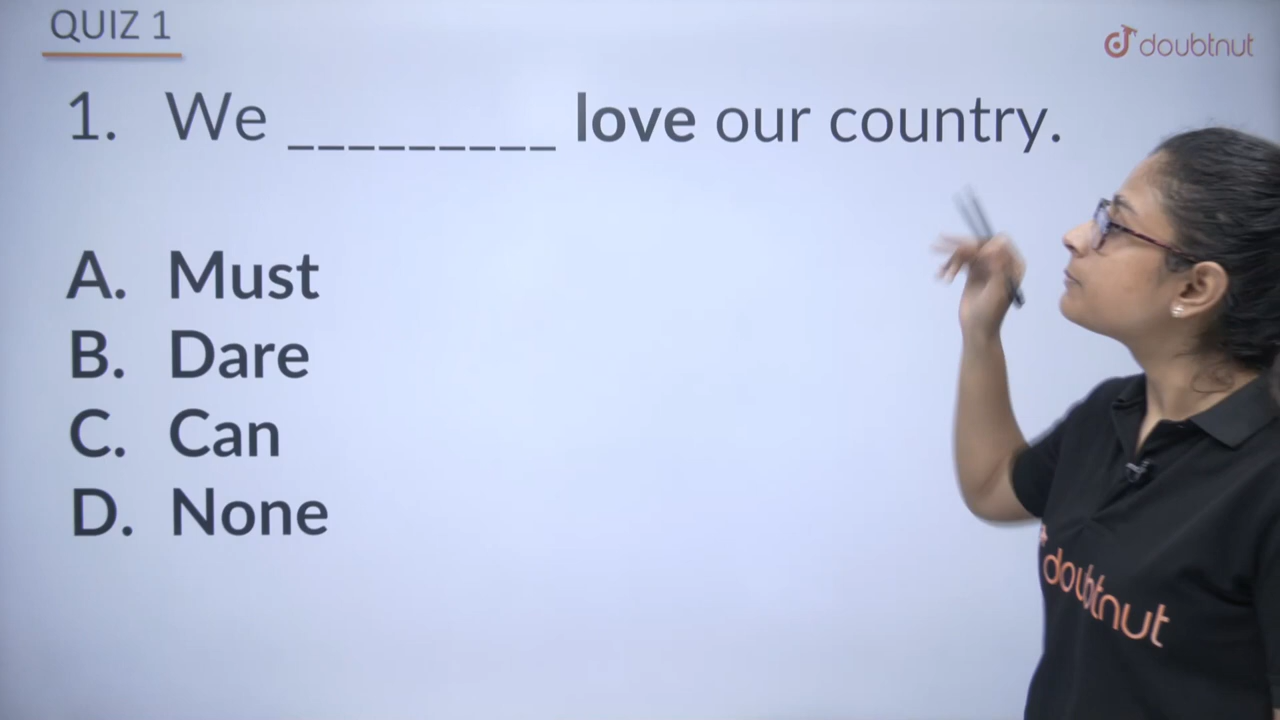 QUIZ 1
doubtnut
1. We _________ love our country.
A. Must
B. Dare
C. Can
D. None
doubtnut